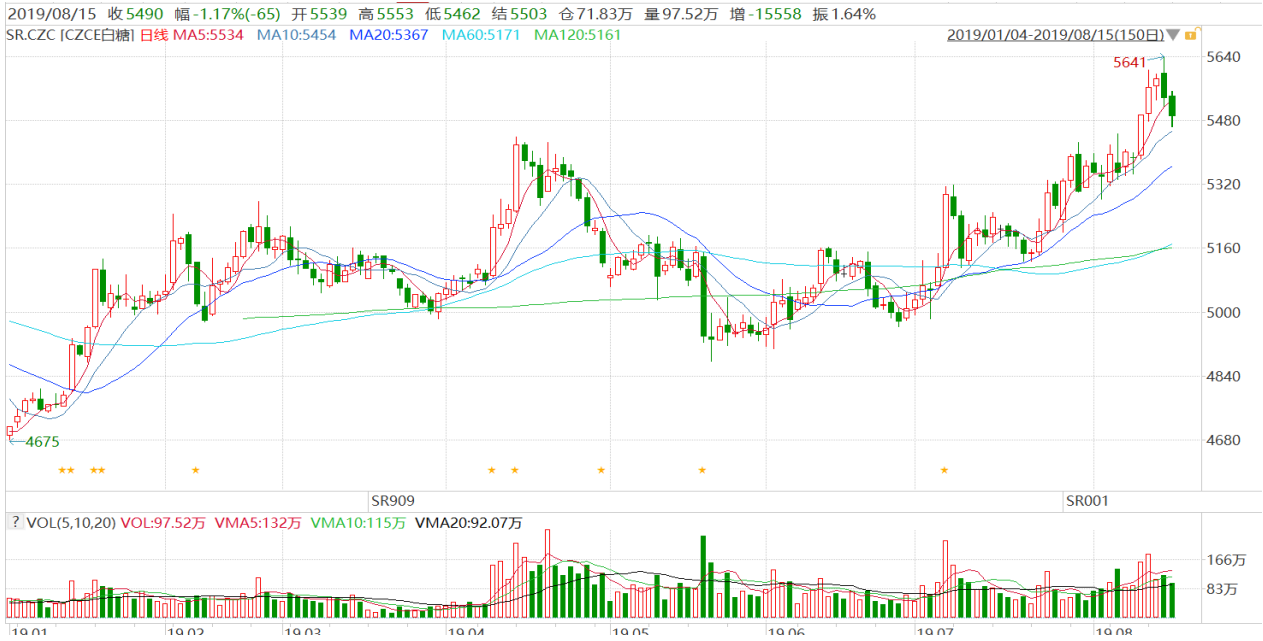 2019/08/15 收5490 幅-1.17%(-65) 开5539 高5553 低5462 结5503 仓71.83万 量97.52万 增-15558 振1.64%
SR.CZC [CZCE白糖] 日线 MA5:5534 MA10:5454 MA20:5367 MA60:5171 MA120:5161 2019/01/04-2019/08/15(150日)
5641
5640
5480
5320
5160
5000
4840
4680
4675
SR909 SR001
? VOL(5,10,20) VOL:97.52万 VMA5:132万 VMA10:115万 VMA20:92.07万
166万
83万
19.01 19.02 19.03 19.04 19.05 19.06 19.07 19.08